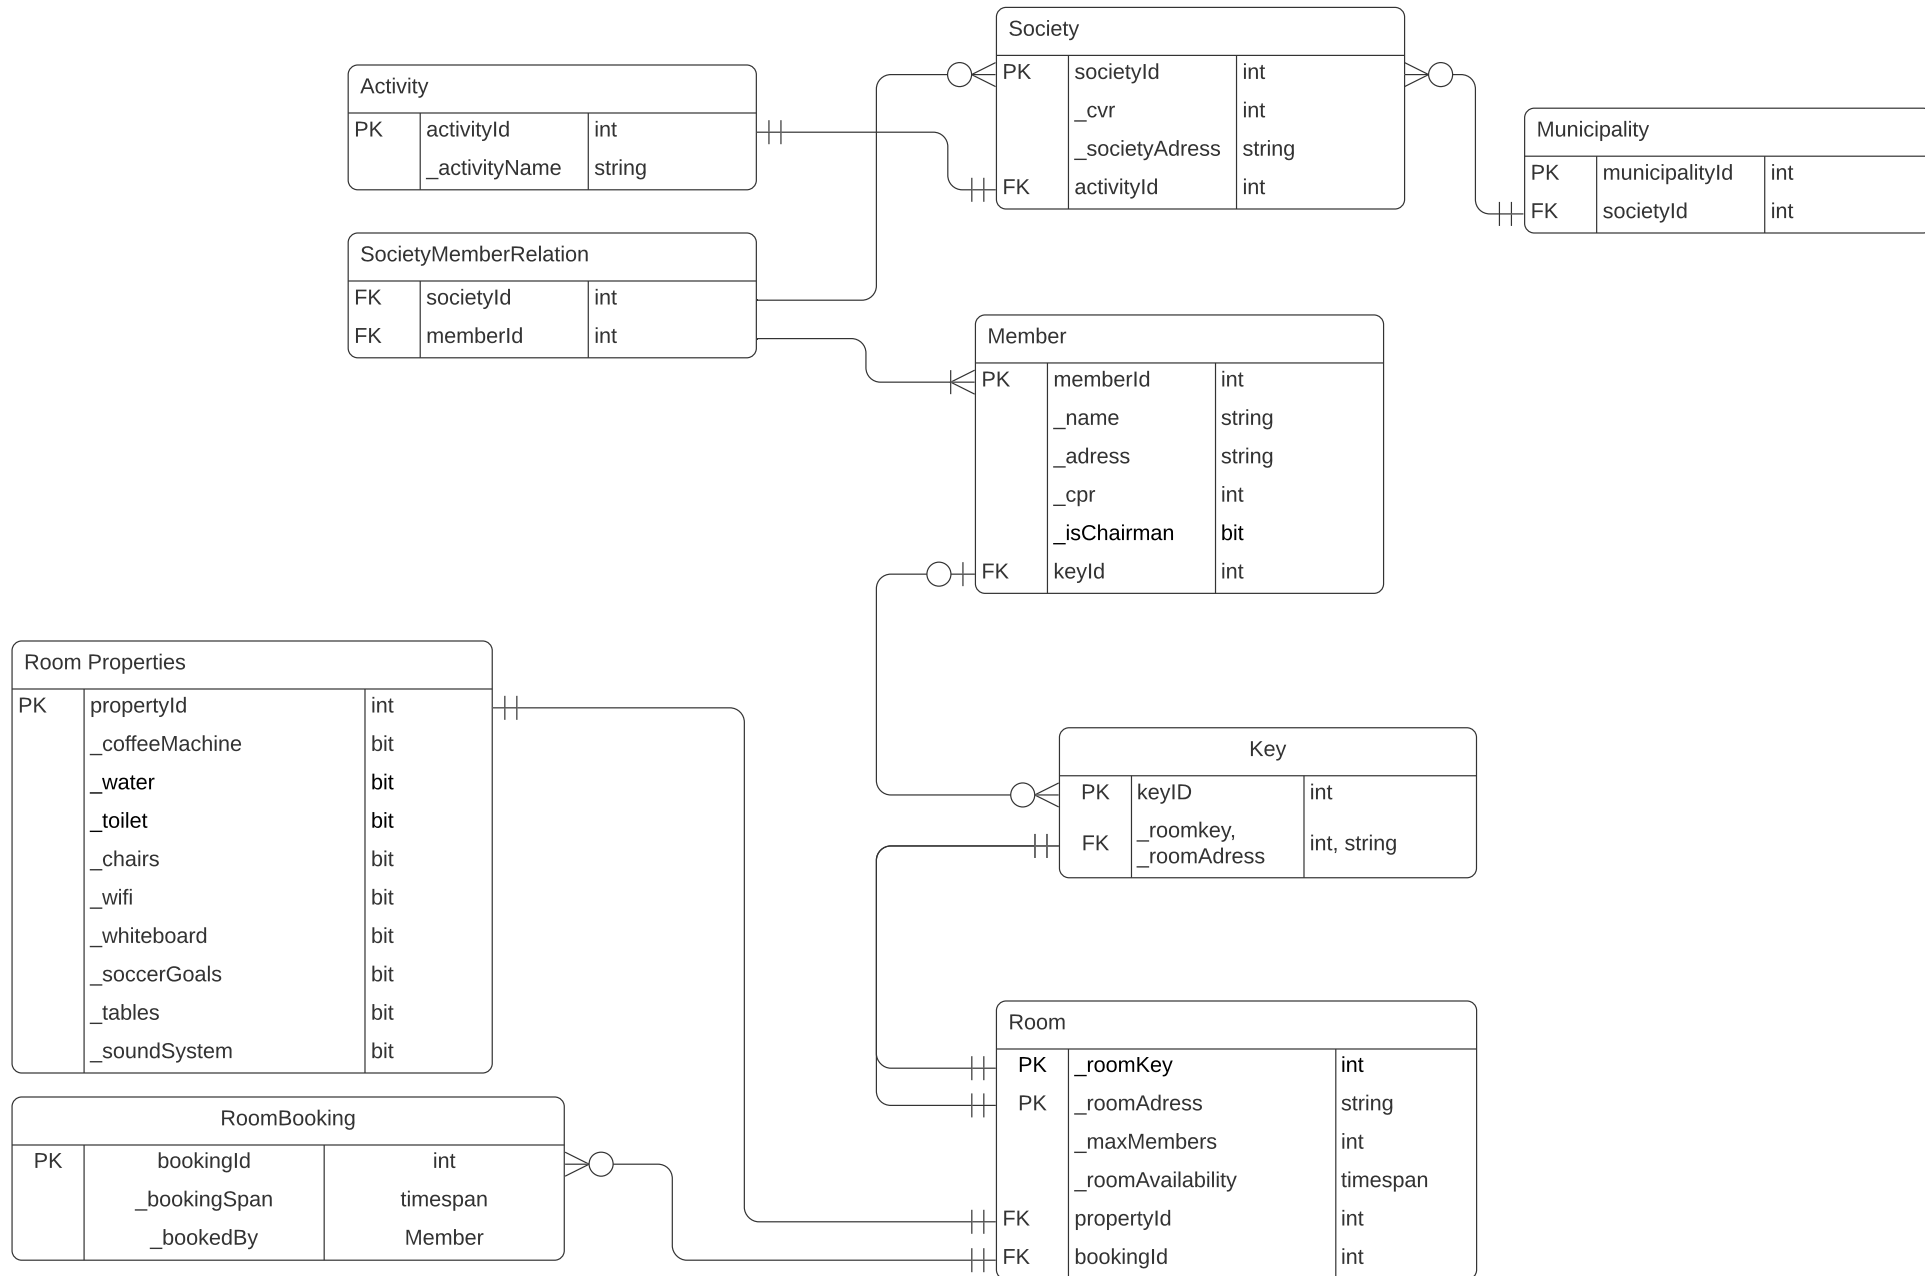 Society
PK societyId int
_cvr int
_societyAdress string
FK activityId int
Activity
PK activityId int
_activityName string
Municipality
PK municipalityId int
FK societyId int
SocietyMemberRelation
FK societyId int
FK memberId int
Member
PK memberId int
_name string
_adress string
_cpr int
_isChairman bit
FK keyId int
Room Properties
PK propertyId int
_coffeeMachine bit
_water bit
_toilet bit
_chairs bit
_wifi bit
_whiteboard bit
_soccerGoals bit
_tables bit
_soundSystem bit
Key
PK keyID int
FK _roomkey, int, string
_roomAdress
Room
PK _roomKey int
PK _roomAdress string
_maxMembers int
_roomAvailability timespan
FK propertyId int
FK bookingId int
RoomBooking
PK bookingId int
_bookingSpan timespan
_bookedBy Member